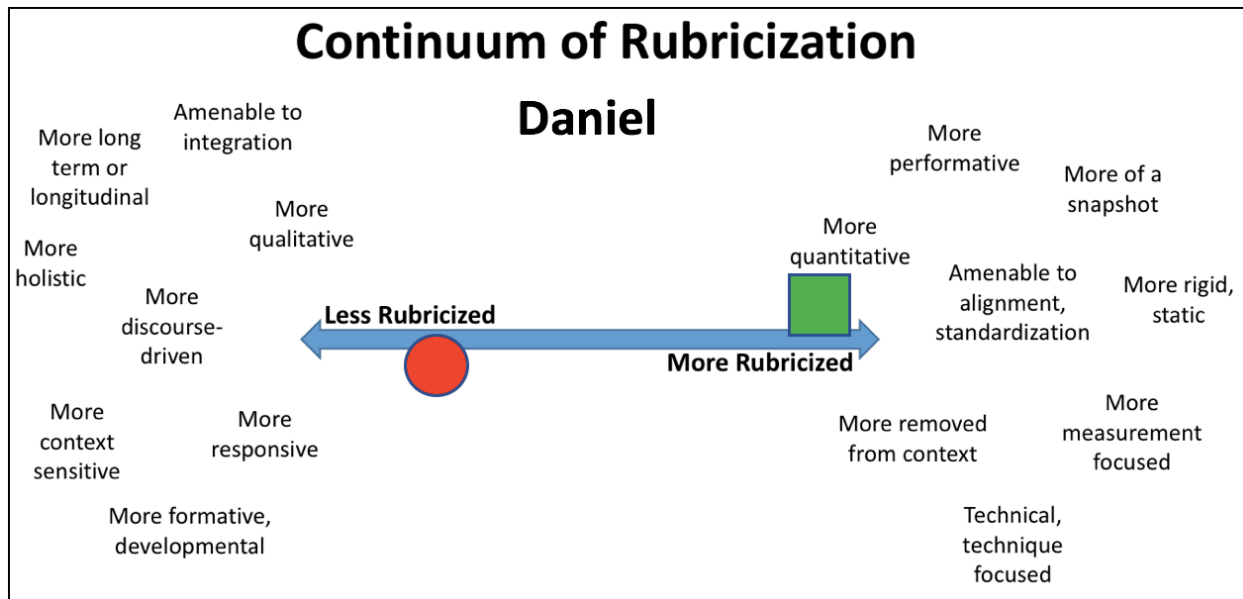 Continuum of Rubricization
Daniel
More long
term or
longitudinal
Amenable to
integration
More
qualitative
More
holistic
More
discourse-
driven
More
context
sensitive
More
responsive
More formative,
developmental
Less Rubricized
More Rubricized
More
performative
More of a
snapshot
More
quantitative
Amenable to
alignment,
standardization
More rigid,
static
More removed
from context
More
measurement
focused
Technical,
technique
focused